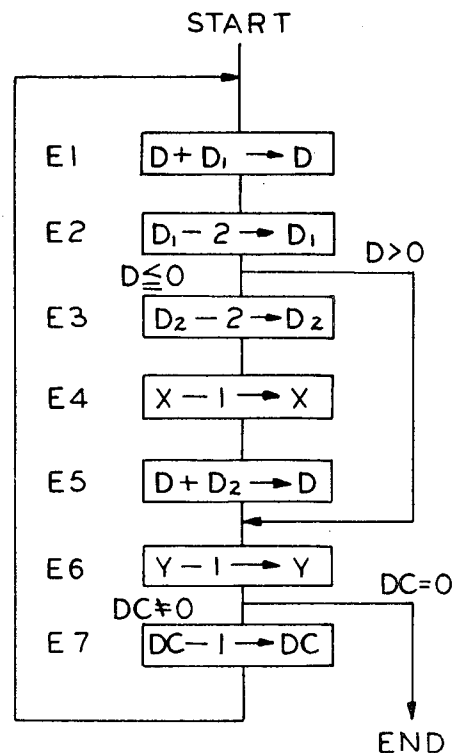 START
E1 D + D₁ → D
E2 D₁ − 2 → D₁
D ≦ 0 D>0
E3 D₂ − 2 → D₂
E4 X − 1 → X
E5 D + D₂ → D
E6 Y − 1 → Y
DC≠0 DC=0
E7 DC − 1 → DC
END